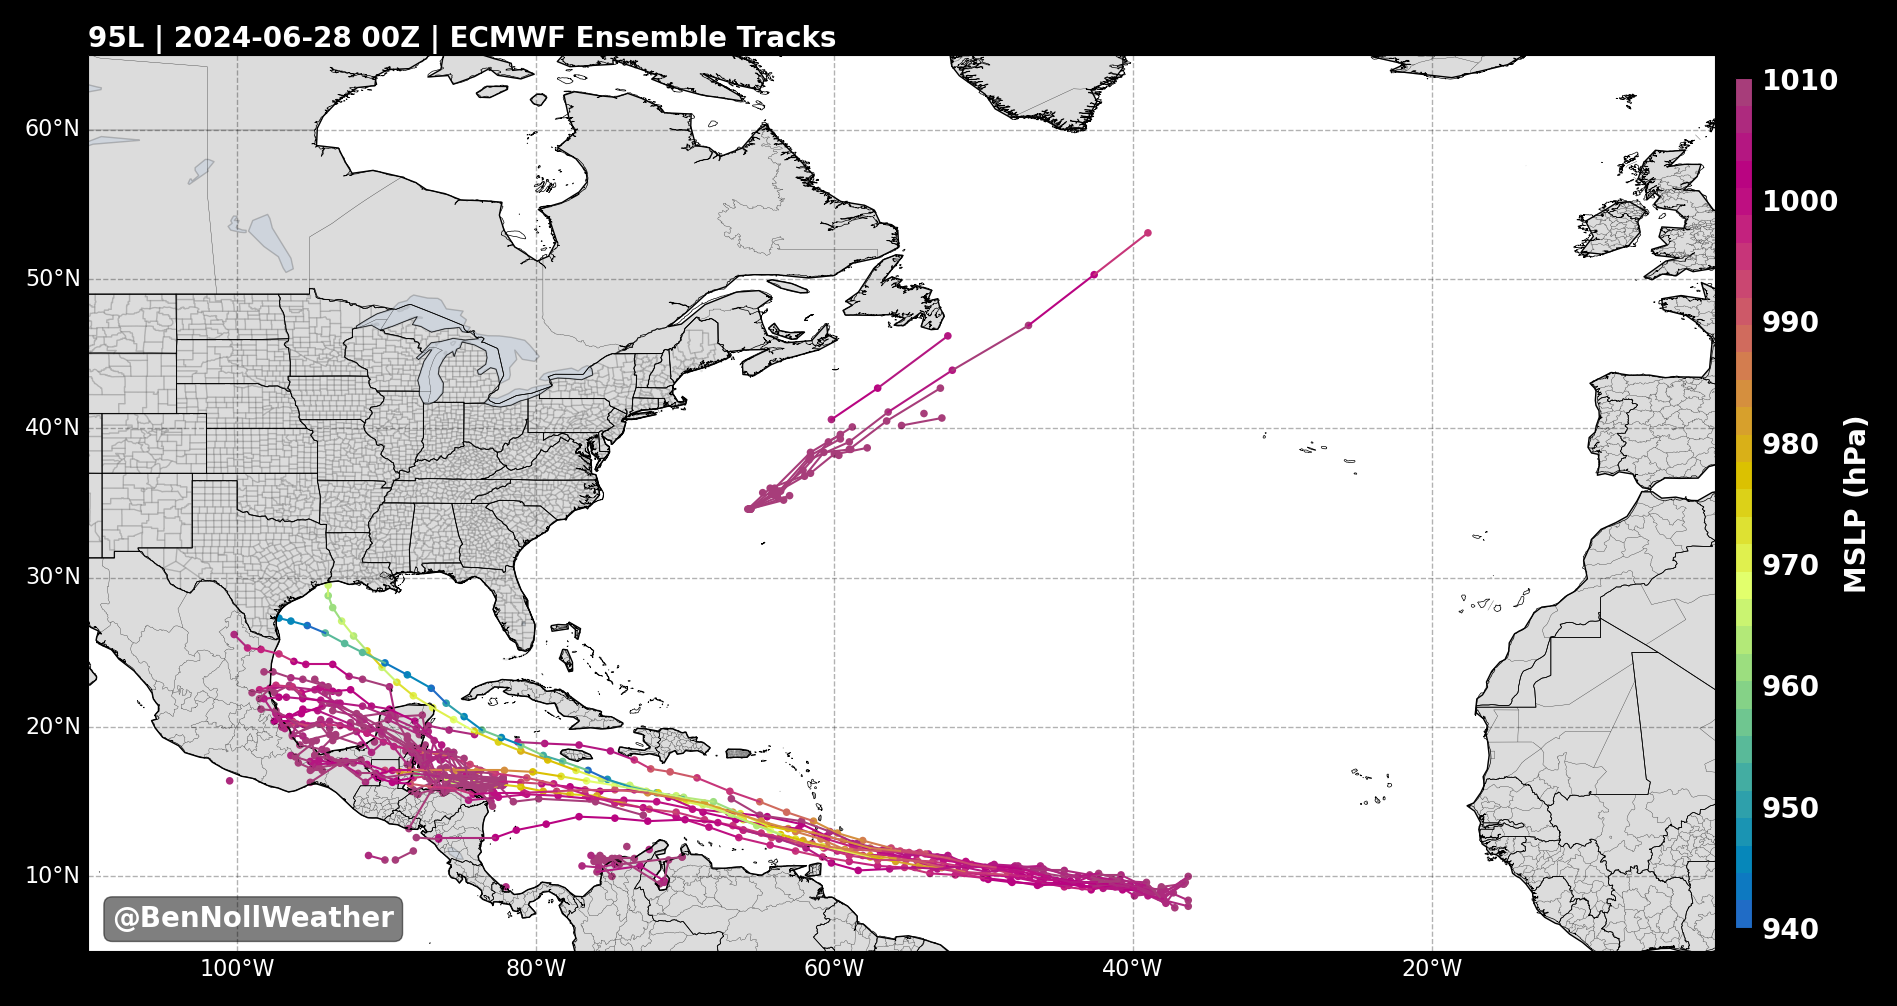 95L | 2024-06-28 00Z | ECMWF Ensemble Tracks
60°N
50°N
40°N
30°N
20°N
10°N
100°W
80°W
60°W
40°W
20°W
1010
1000
990
980
970
960
950
940
MSLP (hPa)
@BenNollWeather